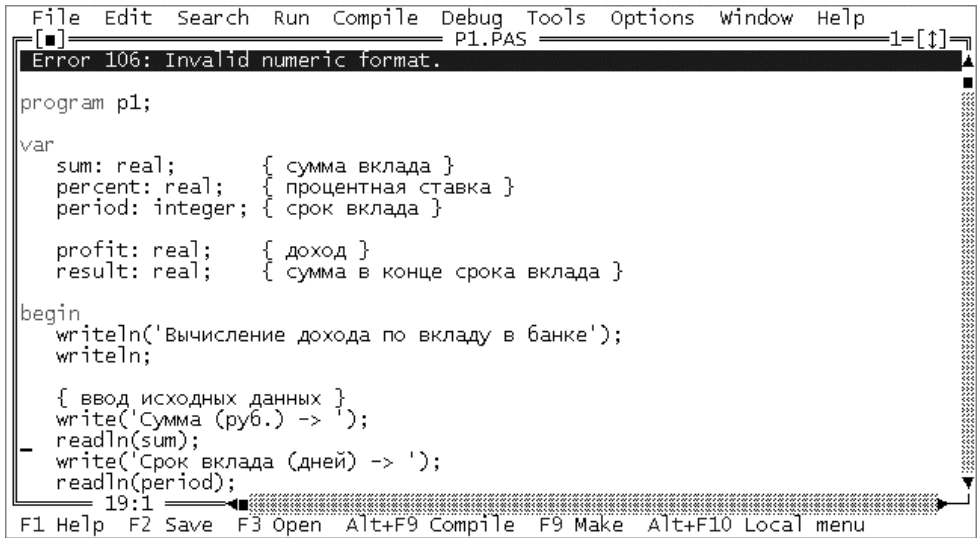 File Edit Search Run Compile Debug Tools Options Window Help
[■] P1.PAS 1=[↕]
Error 106: Invalid numeric format.
program p1;
var
sum: real; { сумма вклада }
percent: real; { процентная ставка }
period: integer; { срок вклада }
profit: real; { доход }
result: real; { сумма в конце срока вклада }
begin
writeln('Вычисление дохода по вкладу в банке');
writeln;
{ ввод исходных данных }
write('Сумма (руб.) -> ');
readln(sum);
write('Срок вклада (дней) -> ');
readln(period);
19:1
F1 Help F2 Save F3 Open Alt+F9 Compile F9 Make Alt+F10 Local menu